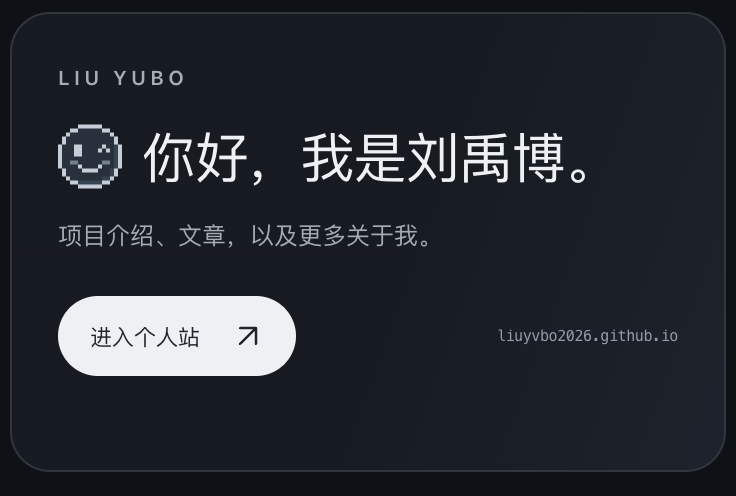 LIU YUBO
你好，我是刘禹博。
项目介绍、文章，以及更多关于我。
进入个人站
liuyvbo2026.github.io